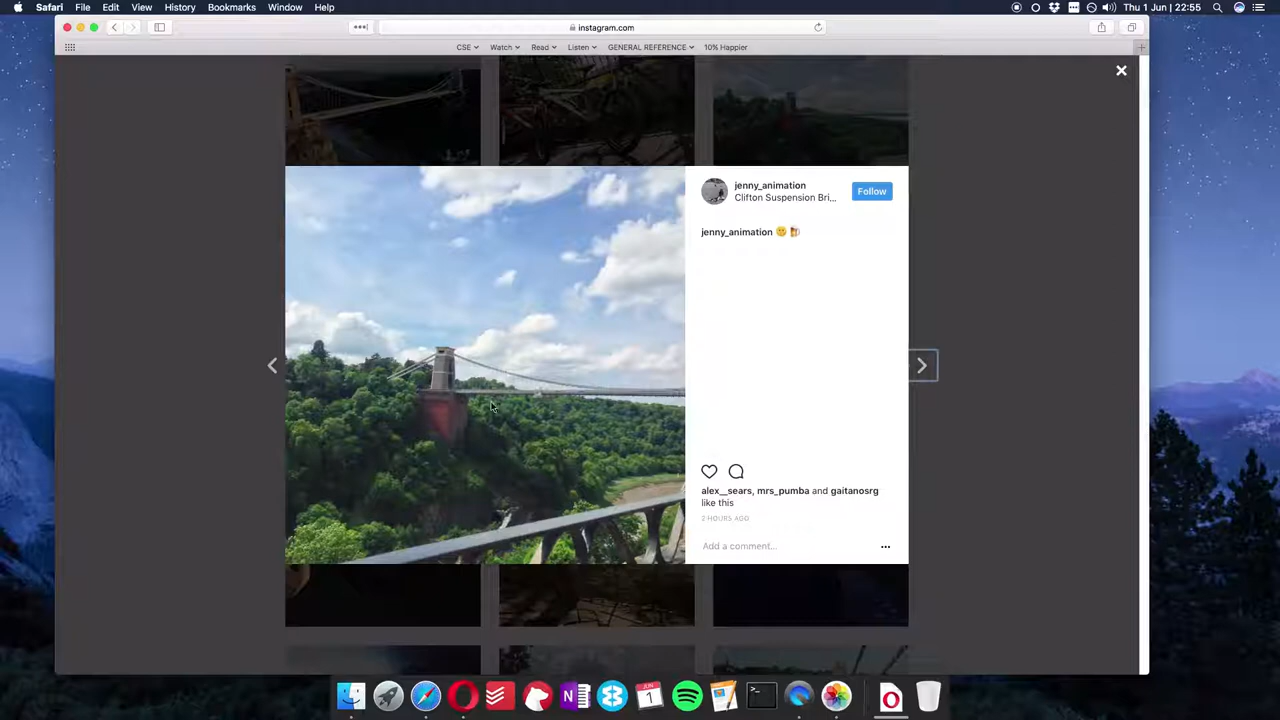 Safari File Edit View History Bookmarks Window Help Thu 1 Jun 22:55
instagram.com
CSE Watch Read Listen GENERAL REFERENCE 10% Happier
jenny_animation
Clifton Suspension Bri... Follow
jenny_animation
alex__sears, mrs_pumba and gaitanosrg
like this
2 HOURS AGO
Add a comment...
JUN
1